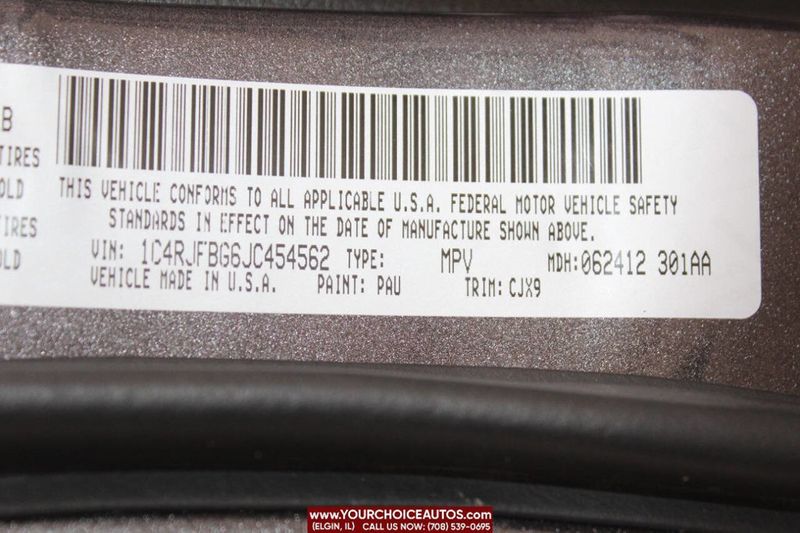 B
TIRES
OLD
TIRES
OLD
THIS VEHICLE CONFORMS TO ALL APPLICABLE U.S.A. FEDERAL MOTOR VEHICLE SAFETY
STANDARDS IN EFFECT ON THE DATE OF MANUFACTURE SHOWN ABOVE.
VIN: 1C4RJFBG6JC454562 TYPE: MPV MDH:062412 301AA
VEHICLE MADE IN U.S.A. PAINT: PAU TRIM: CJX9
WWW.YOURCHOICEAUTOS.COM
(ELGIN, IL) CALL US NOW: (708) 539-0695